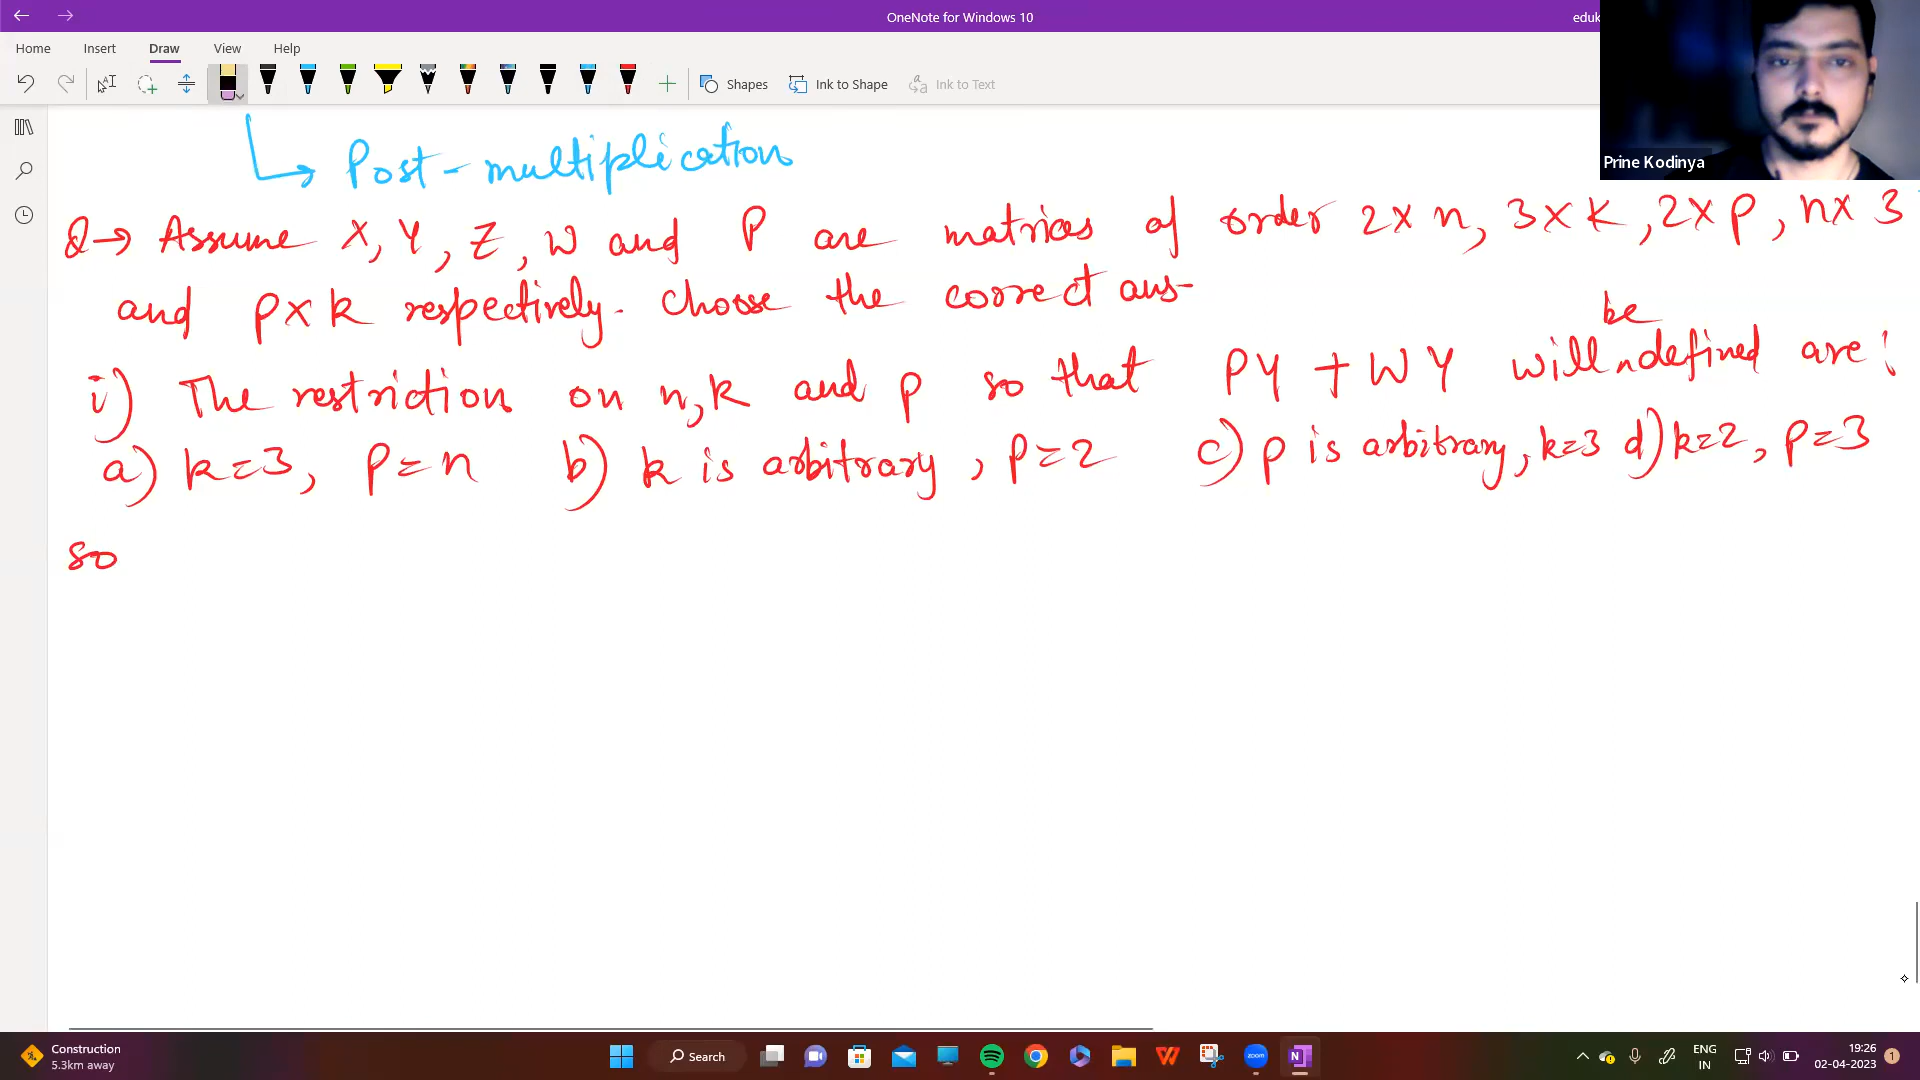 OneNote for Windows 10
eduk
Home Insert Draw View Help
Shapes Ink to Shape Ink to Text
Prine Kodinya
Post-multiplication
Q→ Assume X, Y, Z, W and P are matrices of order 2×n, 3×k, 2×p, n×3
and p×k respectively. Choose the correct ans-
be
i) The restriction on n,k and p so that PY + WY will defined are:
a) k=3, p=n b) k is arbitrary, p=2 c) p is arbitrary, k=3 d) k=2, p=3
so
Construction
5.3km away
Search
zoom
ENG
IN
19:26
02-04-2023
1